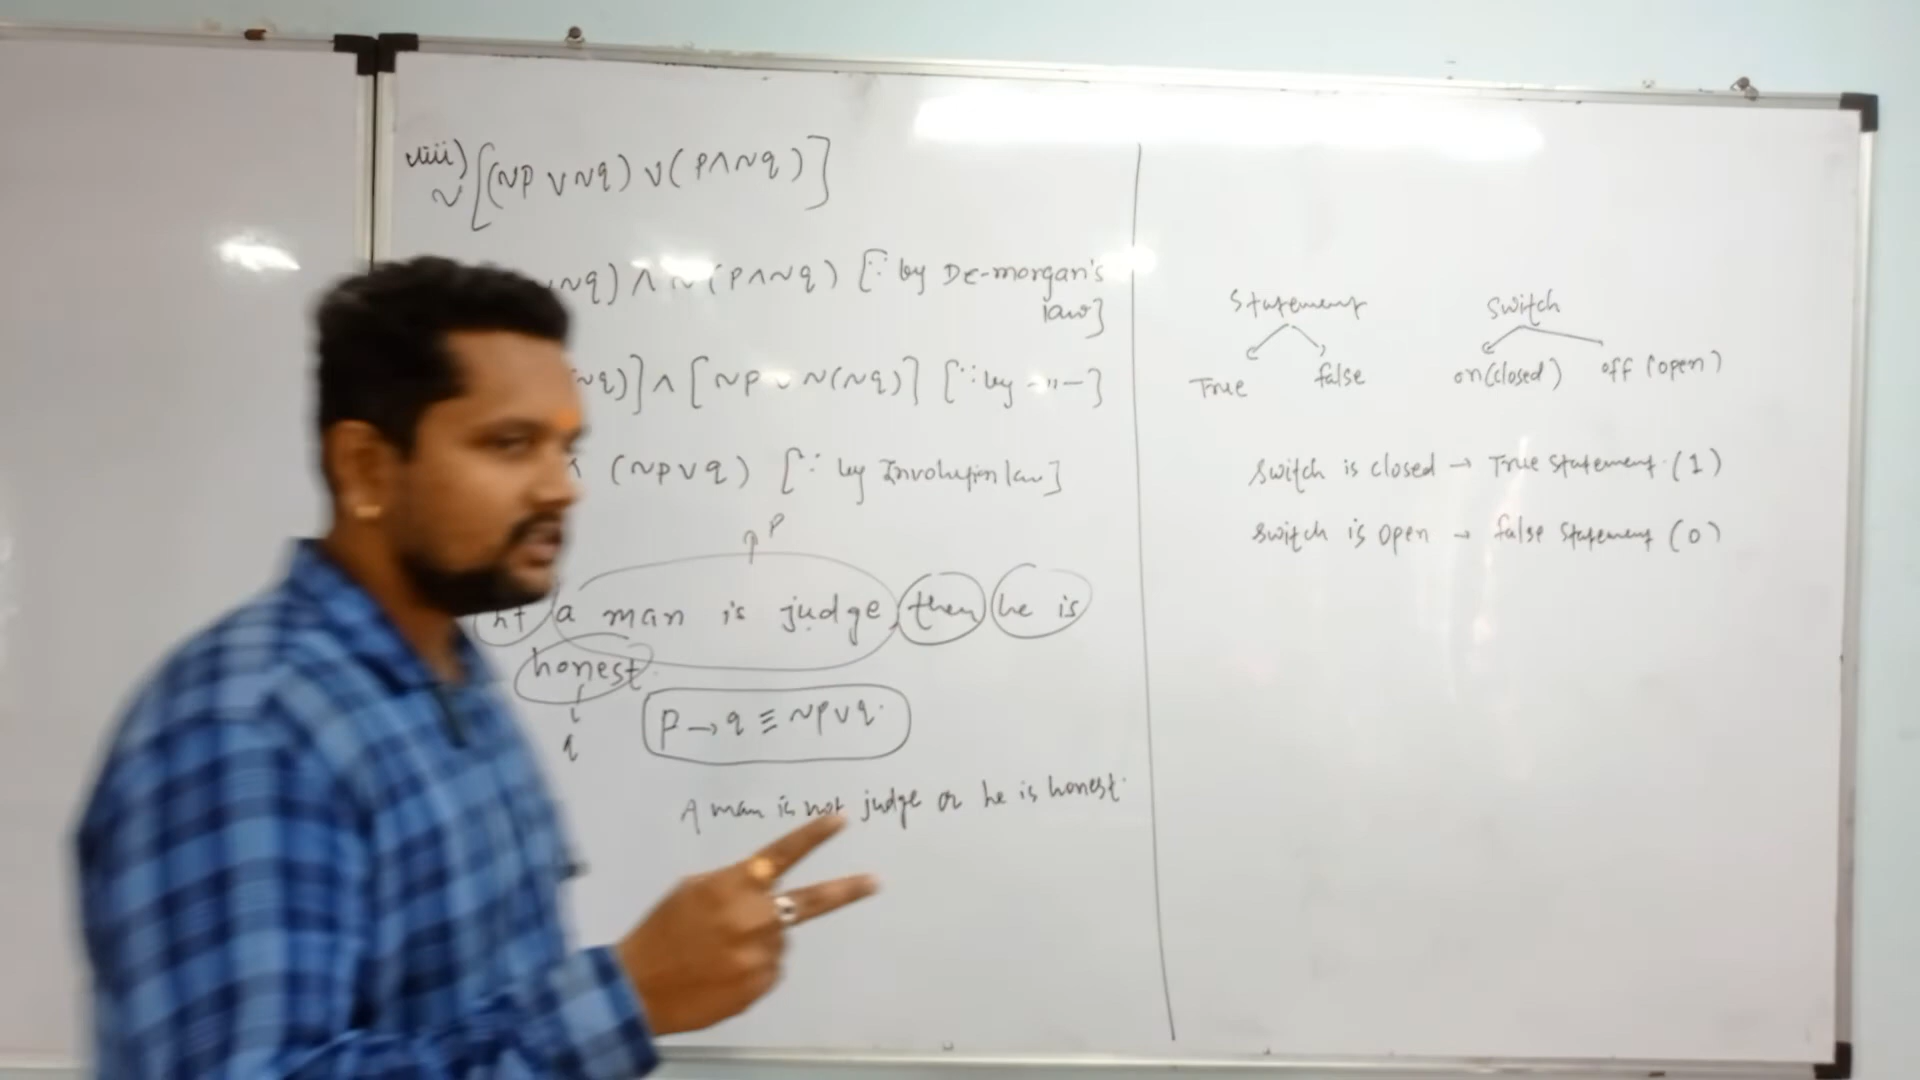 viii)
~[(~p ∨ ~q) ∨ (p ∧ ~q)]
~q) ∧ ~(p ∧ ~q) [∵ by De-morgan's
law]
~q)] ∧ [~p ∨ ~(~q)] [∵ by -"-]
∧ (~p ∨ q) [∵ by Involution law]
p
If a man is judge, then he is
honest.
q
p → q ≡ ~p ∨ q.
A man is not judge or he is honest.
Statement
True false
Switch
on(closed) off (open)
switch is closed → True statement (1)
switch is open → false statement (0)